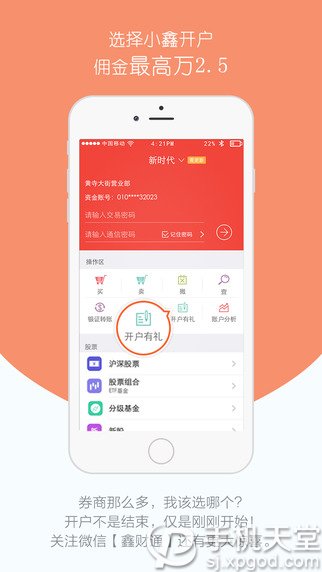 选择小鑫开户
佣金最高万2.5
中国移动 4:21PM 22%
新时代
黄寺大街营业部
资金账号: 010****32023
请输入交易密码
请输入通信密码 记住密码
操作区
买 卖 撤 查
银证转账 开户有礼 账户分析
开户有礼
股票
沪深股票
股票组合
ETF基金
分级基金
新股
券商那么多,我该选哪个?
开户不是结束,仅是刚刚开始!
关注微信【鑫财通】还有更大惊喜。
手机天堂
sj.xpgod.com